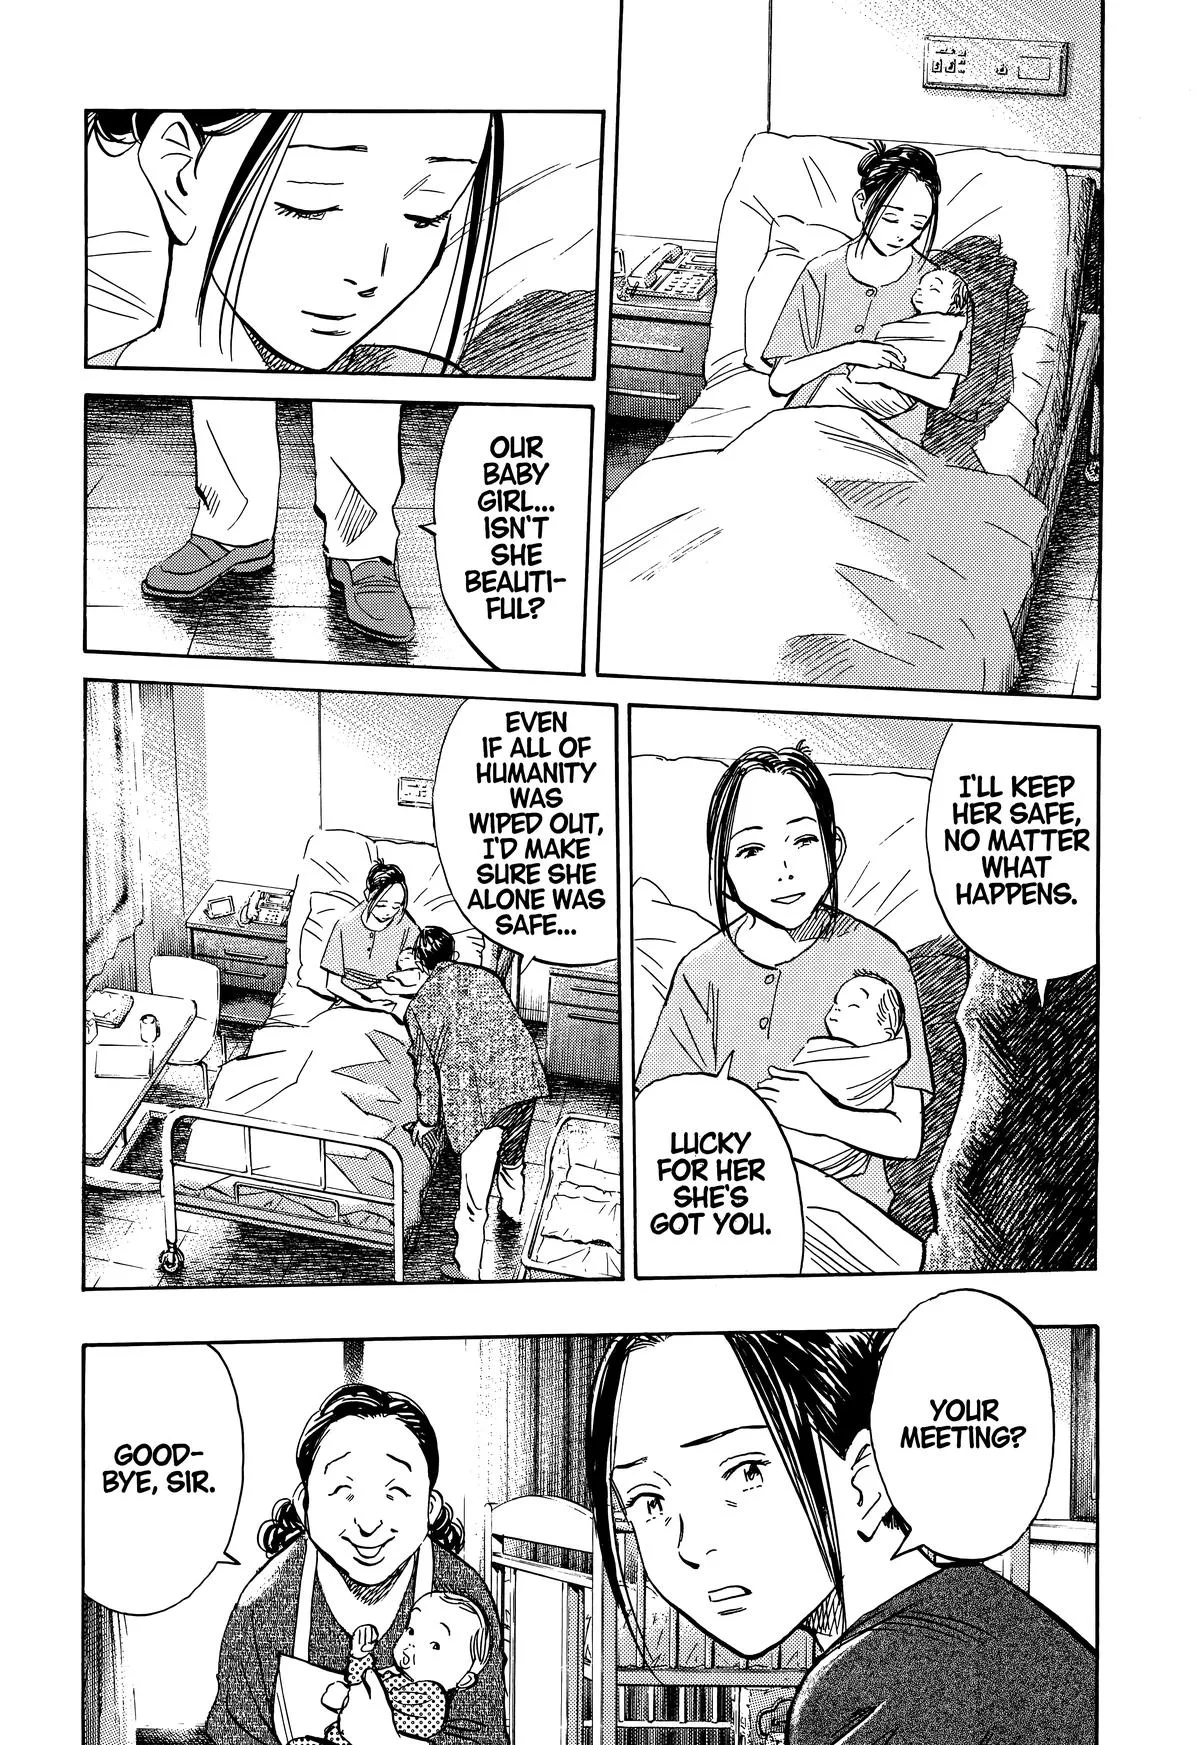 OUR
BABY
GIRL...
ISN'T
SHE
BEAUTI-
FUL?
I'LL KEEP
HER SAFE,
NO MATTER
WHAT
HAPPENS.
LUCKY
FOR HER
SHE'S
GOT YOU.
EVEN
IF ALL OF
HUMANITY
WAS
WIPED OUT,
I'D MAKE
SURE SHE
ALONE WAS
SAFE...
YOUR
MEETING?
GOOD-
BYE, SIR.